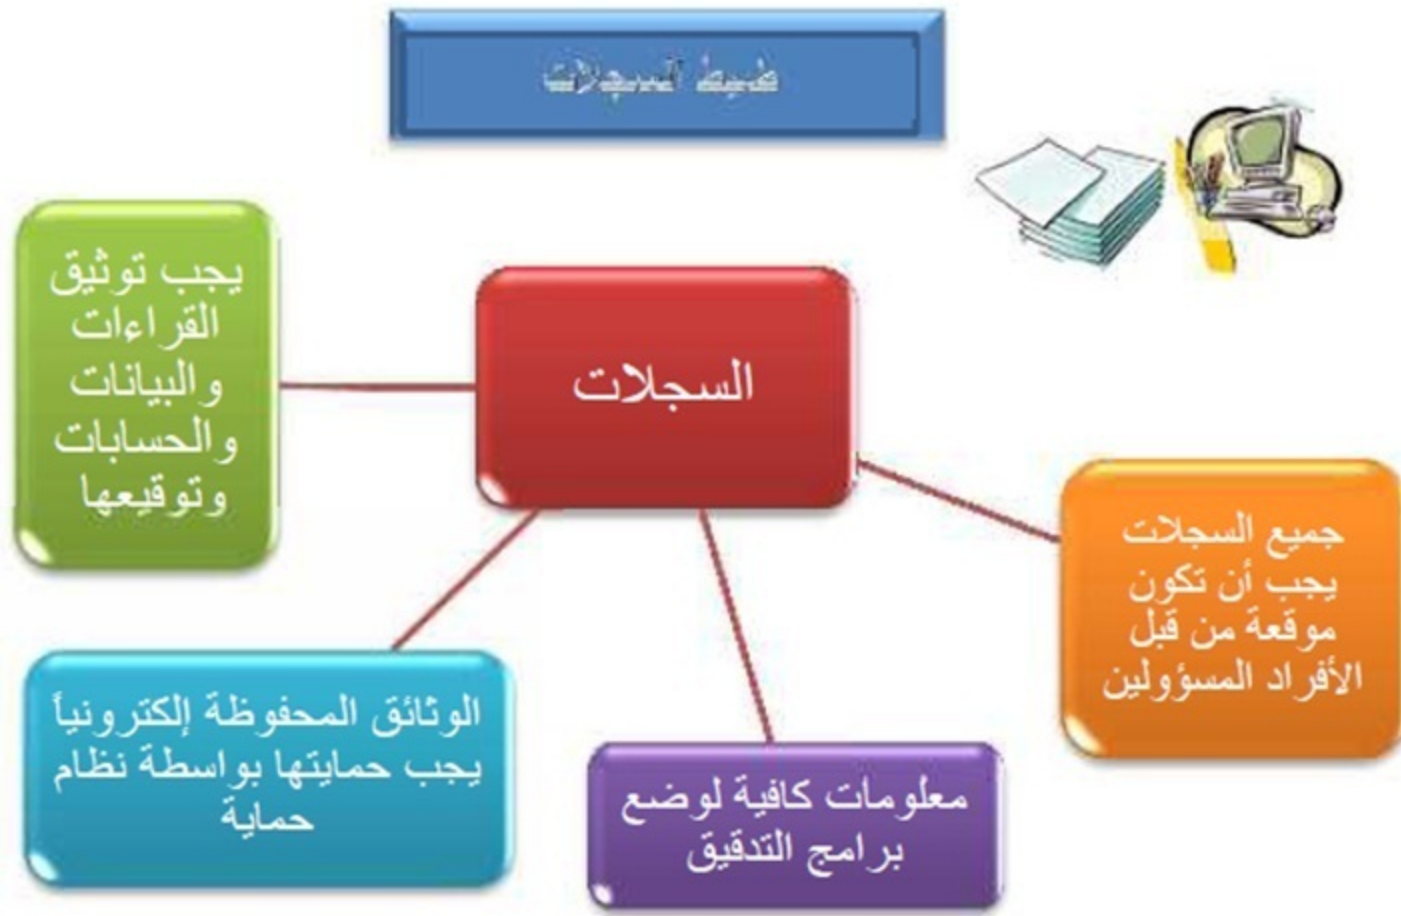 ضبط السجلات
السجلات
يجب توثيق
القراءات
والبيانات
والحسابات
وتوقيعها
جميع السجلات
يجب أن تكون
موقعة من قبل
الأفراد المسؤولين
الوثائق المحفوظة إلكترونياً
يجب حمايتها بواسطة نظام
حماية
معلومات كافية لوضع
برامج التدقيق